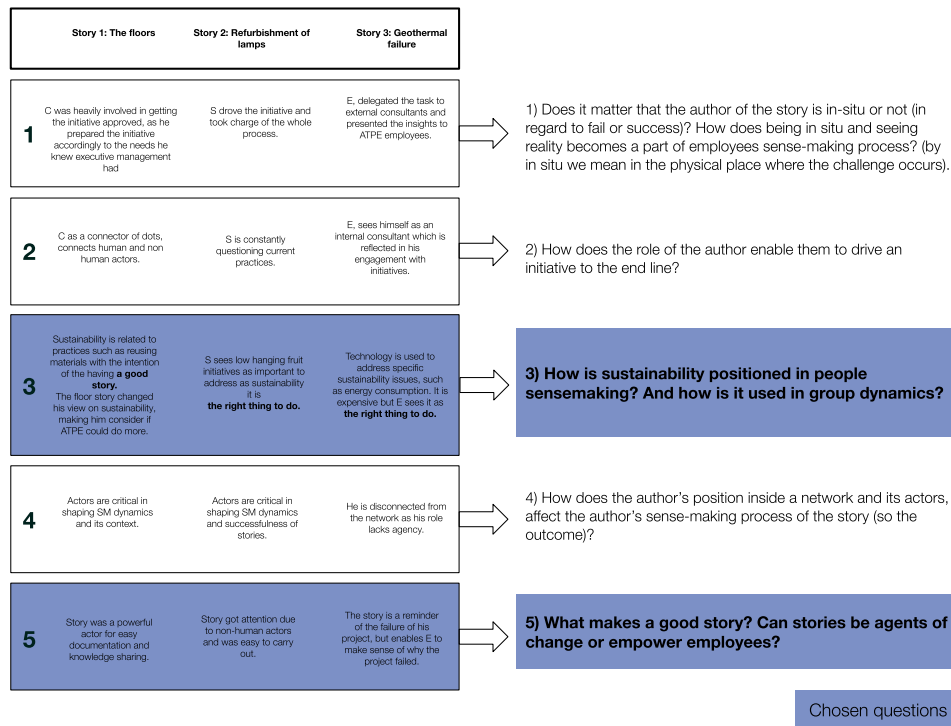 Story 1: The floors
Story 2: Refurbishment of
lamps
Story 3: Geothermal
failure
1
C was heavily involved in getting
the initiative approved, as he
prepared the initiative
accordingly to the needs he
knew executive management
had
S drove the initiative and
took charge of the whole
process.
E, delegated the task to
external consultants and
presented the insights to
ATPE employees.
1) Does it matter that the author of the story is in-situ or not (in
regard to fail or success)? How does being in situ and seeing
reality becomes a part of employees sense-making process? (by
in situ we mean in the physical place where the challenge occurs).
2
C as a connector of dots,
connects human and non
human actors.
S is constantly
questioning current
practices.
E, sees himself as an
internal consultant which is
reflected in his
engagement with
initiatives.
2) How does the role of the author enable them to drive an
initiative to the end line?
3
Sustainability is related to
practices such as reusing
materials with the intention
of the having a good
story.
The floor story changed
his view on sustainability,
making him consider if
ATPE could do more.
S sees low hanging fruit
initiatives as important to
address as sustainability
it is
the right thing to do.
Technology is used to
address specific
sustainability issues, such
as energy consumption. It is
expensive but E sees it as
the right thing to do.
3) How is sustainability positioned in people
sensemaking? And how is it used in group dynamics?
4
Actors are critical in
shaping SM dynamics
and its context.
Actors are critical in
shaping SM dynamics
and successfulness of
stories.
He is disconnected from
the network as his role
lacks agency.
4) How does the author’s position inside a network and its actors,
affect the author’s sense-making process of the story (so the
outcome)?
5
Story was a powerful
actor for easy
documentation and
knowledge sharing.
Story got attention due
to non-human actors
and was easy to carry
out.
The story is a reminder
of the failure of his
project, but enables E to
make sense of why the
project failed.
5) What makes a good story? Can stories be agents of
change or empower employees?
Chosen questions